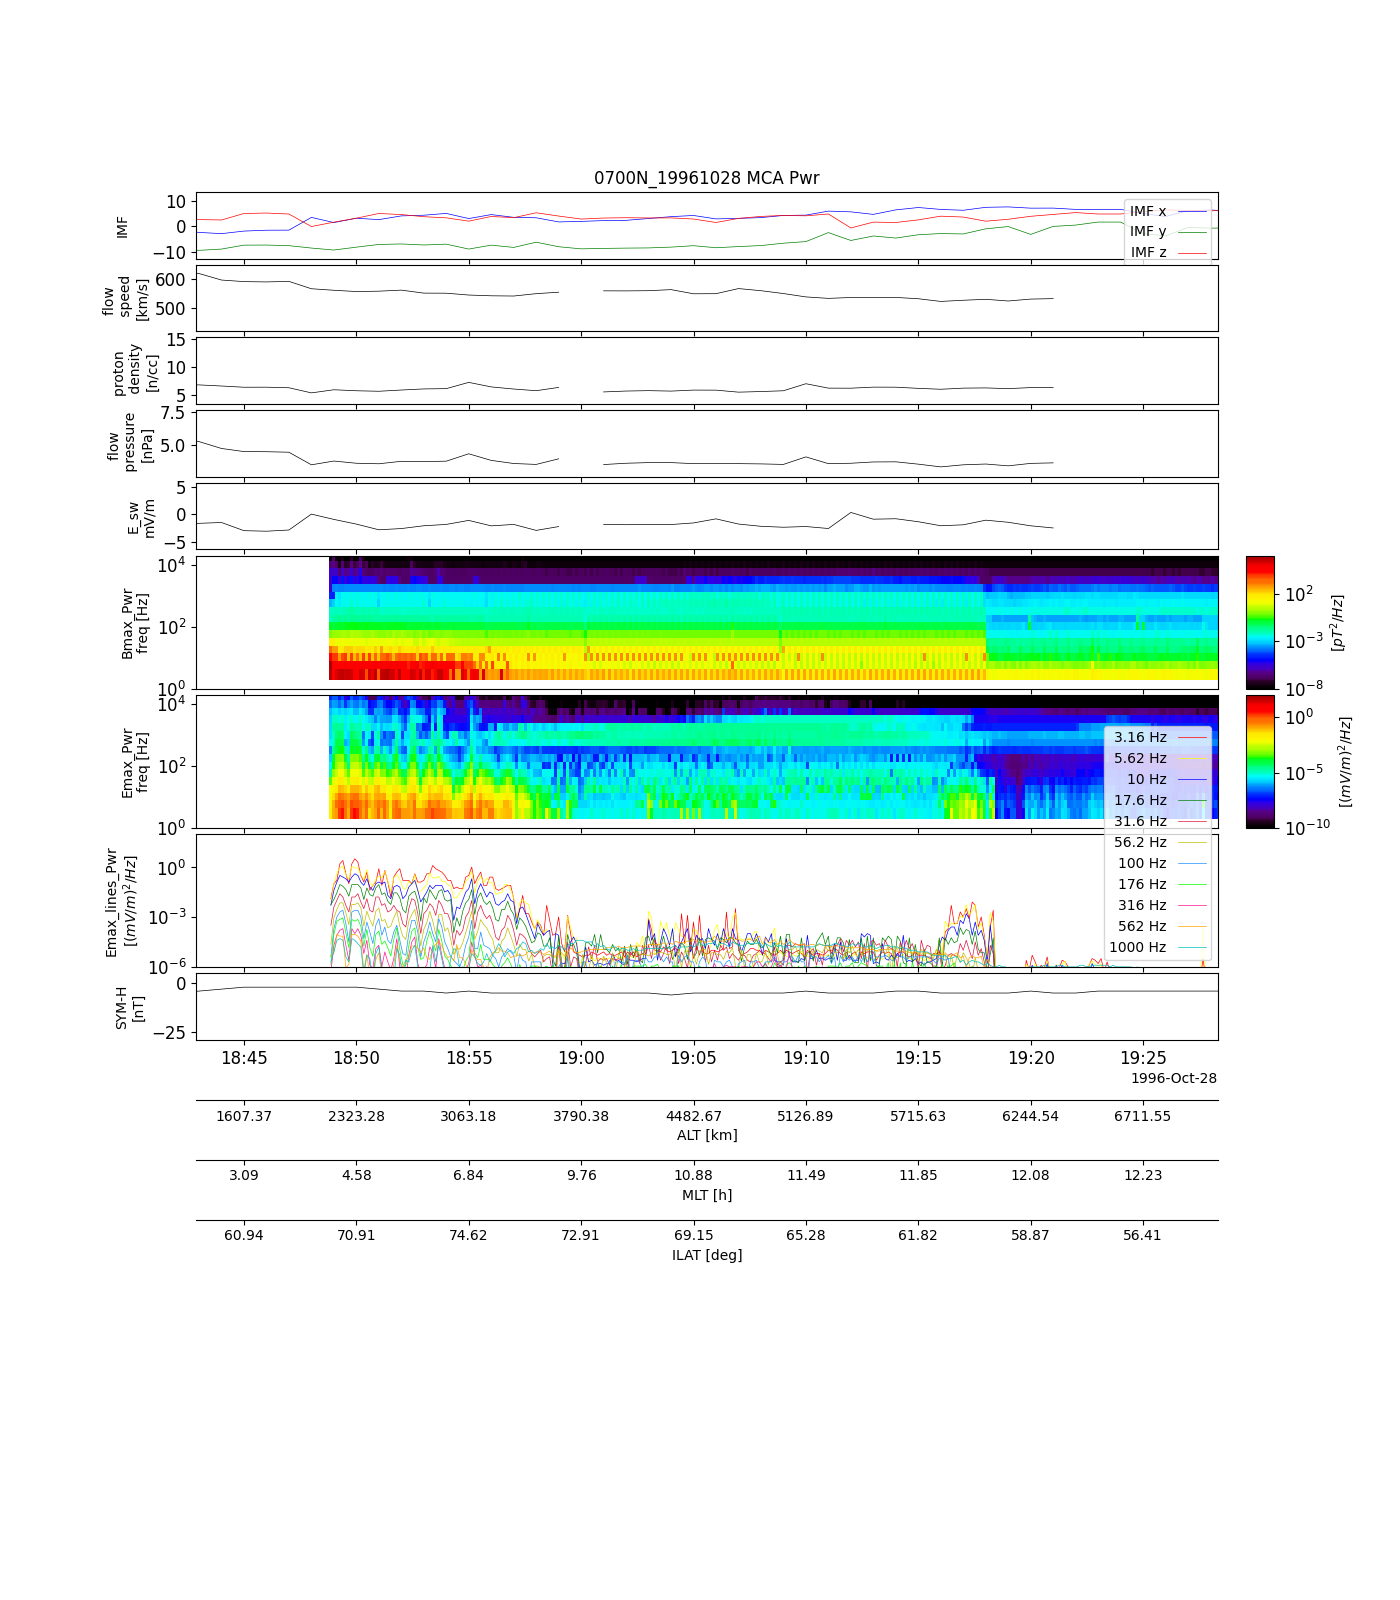 0700N_19961028 MCA Pwr
10
0
−10
IMF
IMF x
IMF y
IMF z
600
500
flow
speed
[km/s]
15
10
5
proton
density
[n/cc]
7.5
5.0
flow
pressure
[nPa]
5
0
−5
E_sw
mV/m
10^4
10^2
10^0
Bmax_Pwr
freq [Hz]
10^2
10^−3
10^−8
[pT^2/Hz]
10^4
10^2
10^0
Emax_Pwr
freq [Hz]
10^0
10^−5
10^−10
[(mV/m)^2/Hz]
3.16 Hz
5.62 Hz
10 Hz
17.6 Hz
31.6 Hz
56.2 Hz
100 Hz
176 Hz
316 Hz
562 Hz
1000 Hz
10^0
10^−3
10^−6
Emax_lines_Pwr
[(mV/m)^2/Hz]
0
−25
SYM-H
[nT]
18:45 18:50 18:55 19:00 19:05 19:10 19:15 19:20 19:25
1996-Oct-28
1607.37 2323.28 3063.18 3790.38 4482.67 5126.89 5715.63 6244.54 6711.55
ALT [km]
3.09 4.58 6.84 9.76 10.88 11.49 11.85 12.08 12.23
MLT [h]
60.94 70.91 74.62 72.91 69.15 65.28 61.82 58.87 56.41
ILAT [deg]